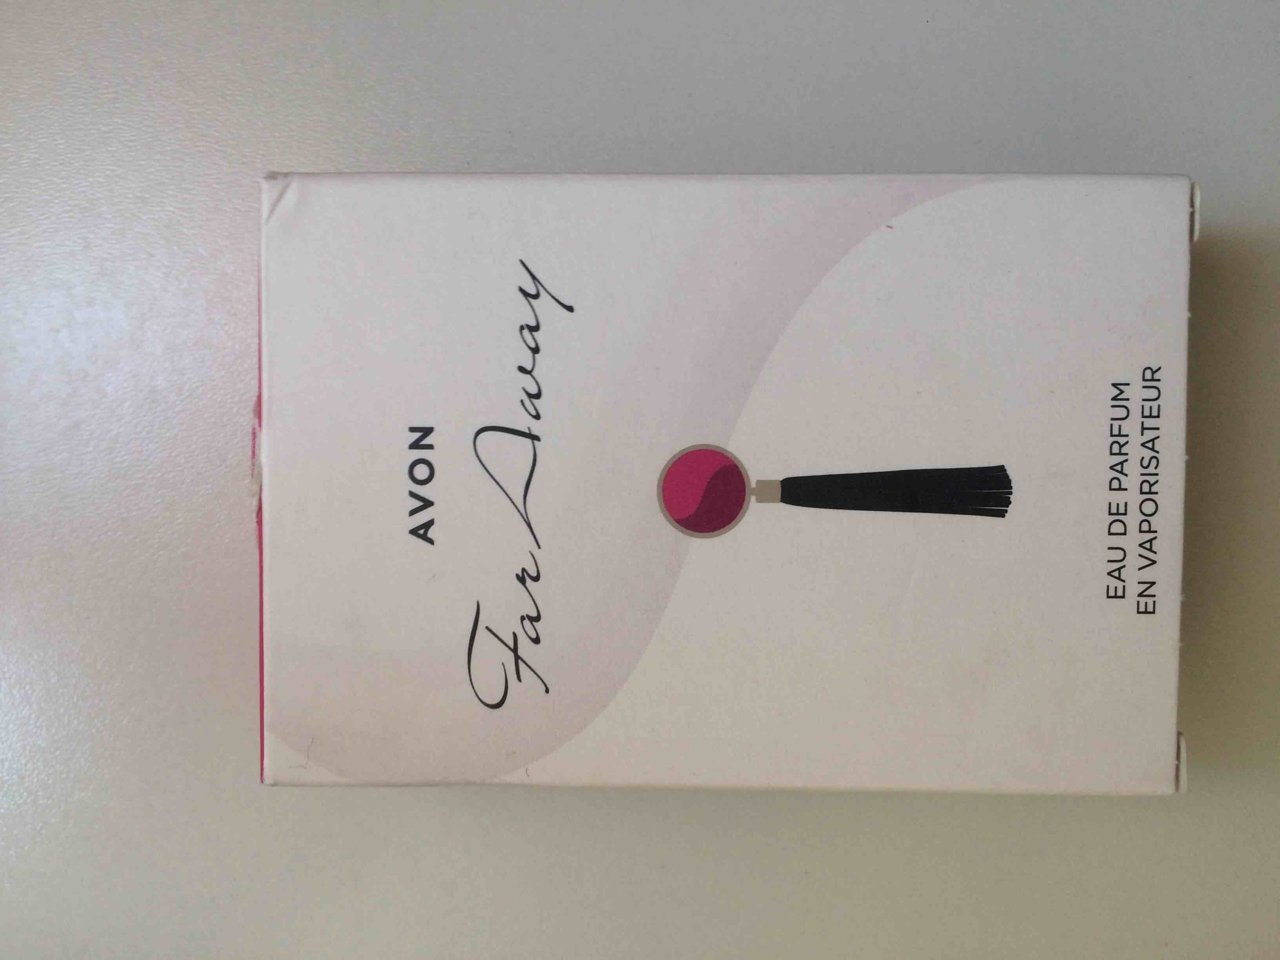 AVON
Far Away
EAU DE PARFUM
EN VAPORISATEUR